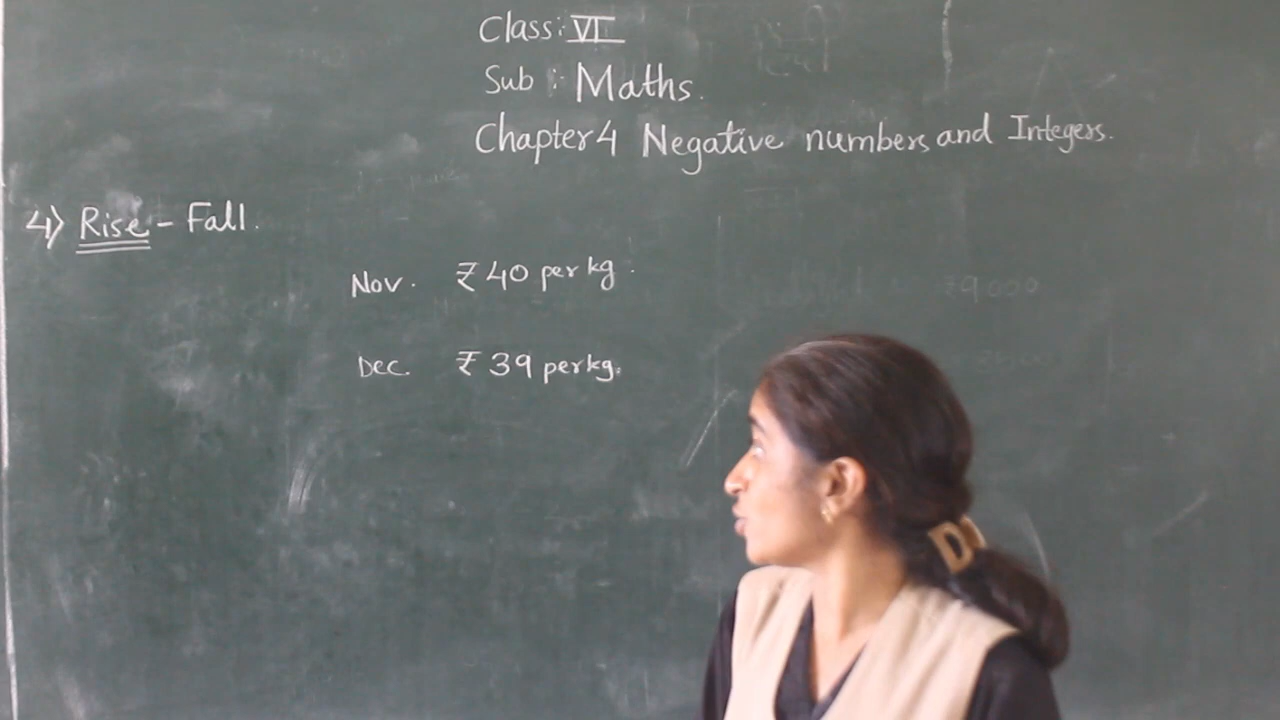 Class: VI
Sub : Maths.
Chapter 4 Negative numbers and Integers.
4) Rise - Fall.
Nov. ₹ 40 per kg.
Dec. ₹ 39 per kg.
₹9000